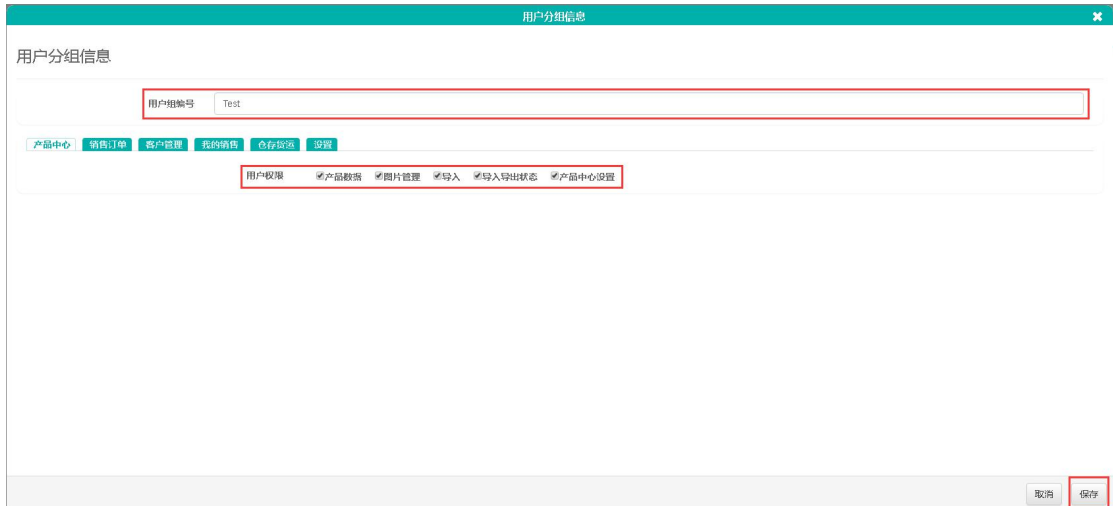 用户分组信息
用户分组信息
用户组编号 Test
产品中心 销售订单 客户管理 我的销售 仓存货运 设置
用户权限 产品数据 图片管理 导入 导入导出状态 产品中心设置
取消 保存